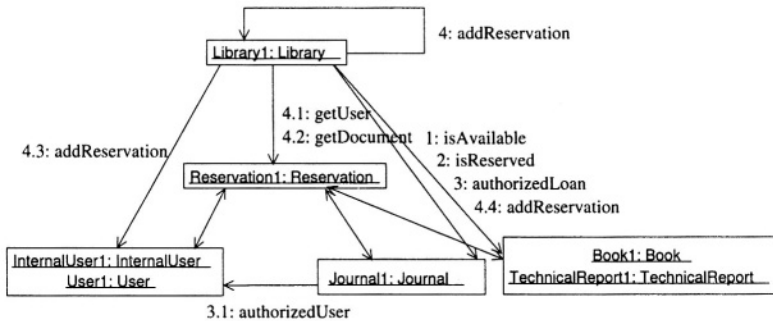 4: addReservation
Library1: Library
4.1: getUser
4.2: getDocument
4.3: addReservation
1: isAvailable
2: isReserved
3: authorizedLoan
4.4: addReservation
Reservation1: Reservation
InternalUser1: InternalUser
User1: User
Journal1: Journal
Book1: Book
TechnicalReport1: TechnicalReport
3.1: authorizedUser